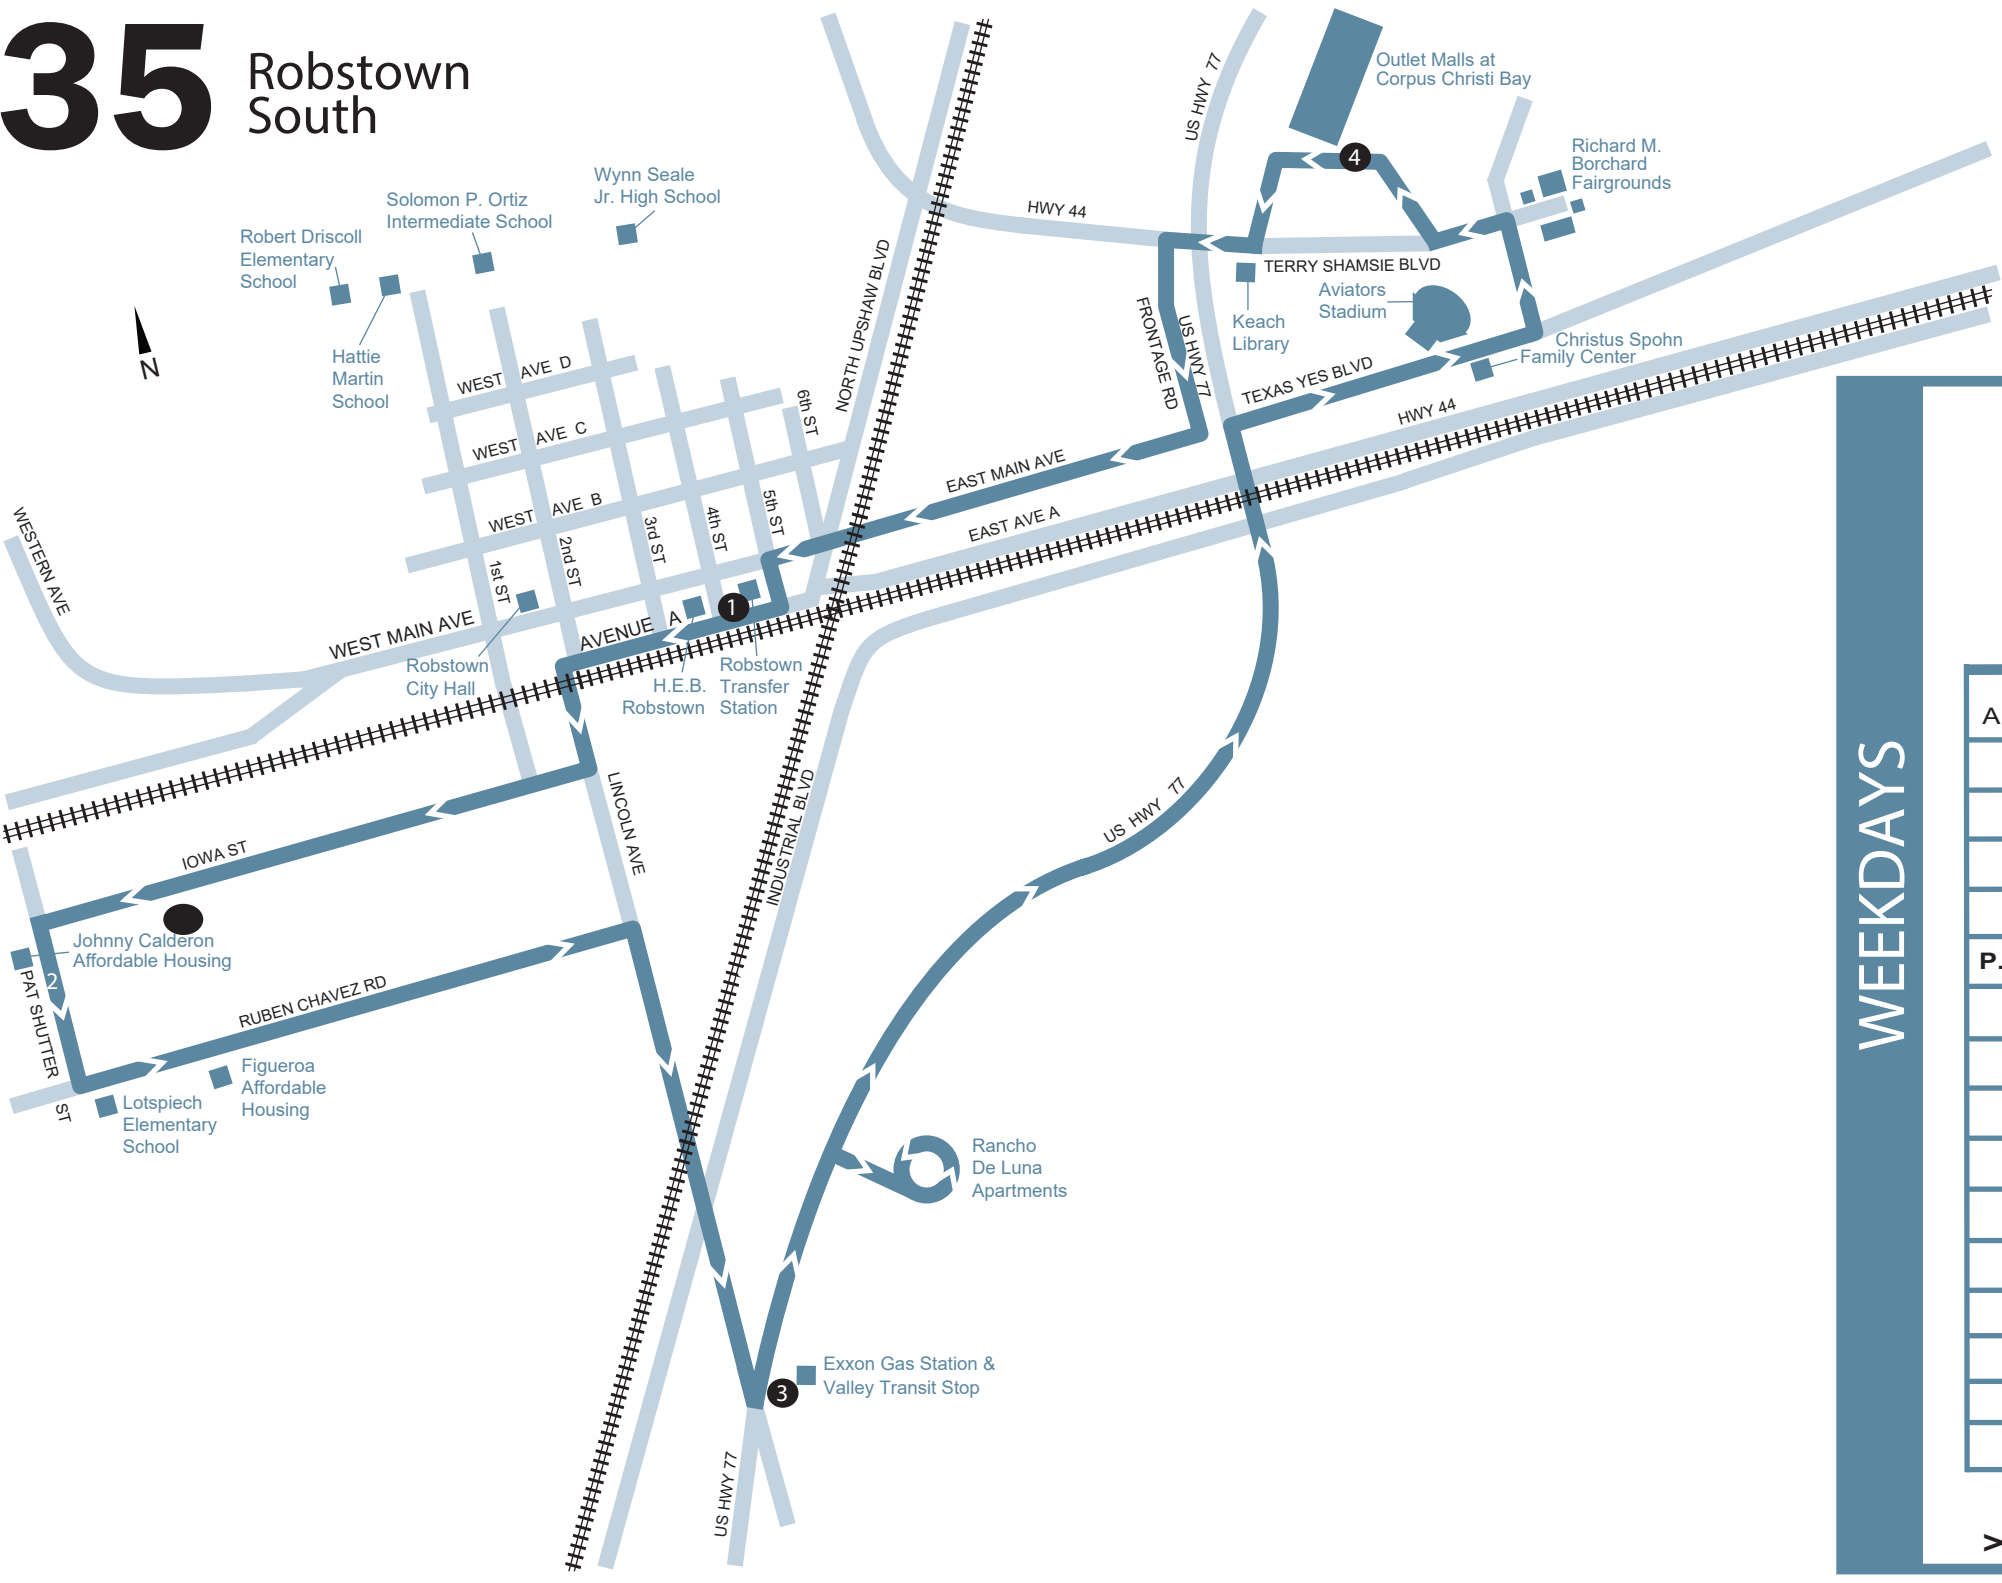 35
Robstown
South
Outlet Malls at
Corpus Christi Bay
US HWY 77
Richard M.
Borchard
Fairgrounds
Wynn Seale
Jr. High School
Solomon P. Ortiz
Intermediate School
Robert Driscoll
Elementary
School
4
HWY 44
NORTH UPSHAW BLVD
TERRY SHAMSIE BLVD
Aviators
Stadium
Keach
Library
FRONTAGE RD
US HWY 77
Christus Spohn
Family Center
N
Hattie
Martin
School
WEST AVE D
WEST AVE C
WEST AVE B
6th ST
5th ST
4th ST
3rd ST
2nd ST
1st ST
TEXAS YES BLVD
HWY 44
EAST MAIN AVE
EAST AVE A
WESTERN AVE
WEST MAIN AVE
AVENUE A
1
Robstown
City Hall
H.E.B.
Robstown
Robstown
Transfer
Station
LINCOLN AVE
INDUSTRIAL BLVD
US HWY 77
IOWA ST
Johnny Calderon
Affordable Housing
2
PAT SHUTTER ST
RUBEN CHAVEZ RD
Figueroa
Affordable
Housing
Lotspiech
Elementary
School
Rancho
De Luna
Apartments
3
Exxon Gas Station &
Valley Transit Stop
US HWY 77
WEEKDAYS
A
P.
>